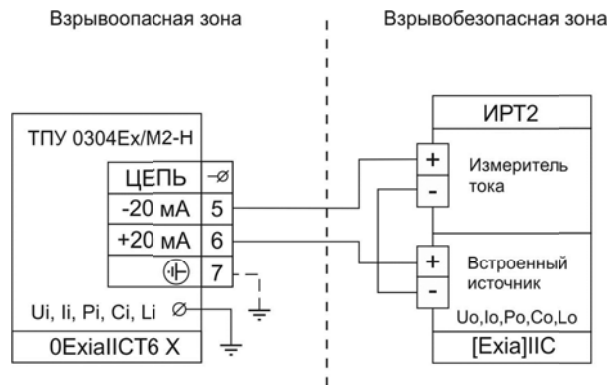 Взрывоопасная зона
Взрывобезопасная зона
ТПУ 0304Ex/М2-Н
ЦЕПЬ
-20 мА 5
+20 мА 6
7
Ui, Ii, Pi, Ci, Li
0ExiaIICT6 X
ИРТ2
+
-
Измеритель
тока
+
-
Встроенный
источник
Uo,Io,Po,Co,Lo
[Exia]IIC